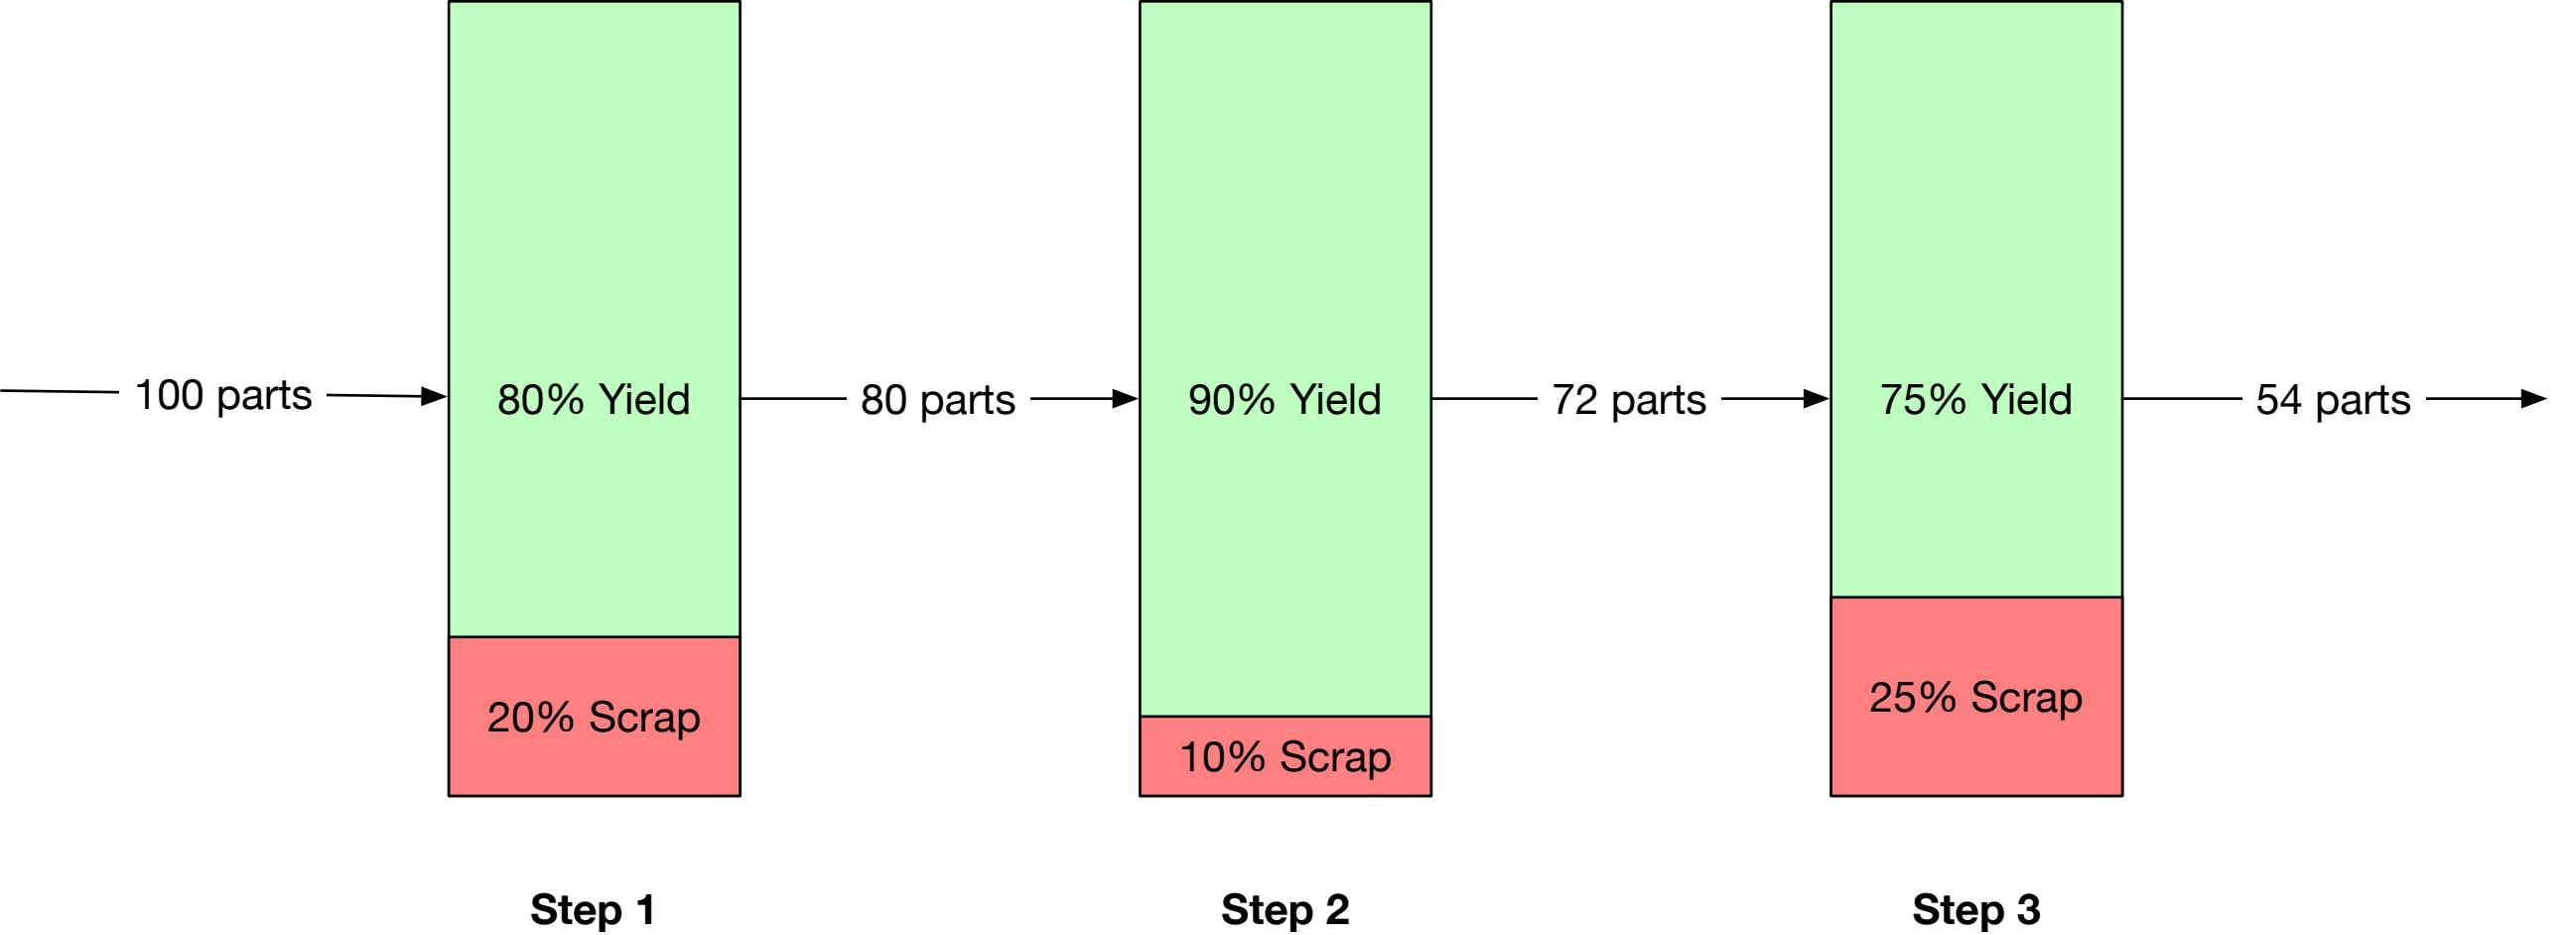 100 parts
80% Yield
80 parts
90% Yield
72 parts
75% Yield
54 parts
20% Scrap
10% Scrap
25% Scrap
Step 1
Step 2
Step 3